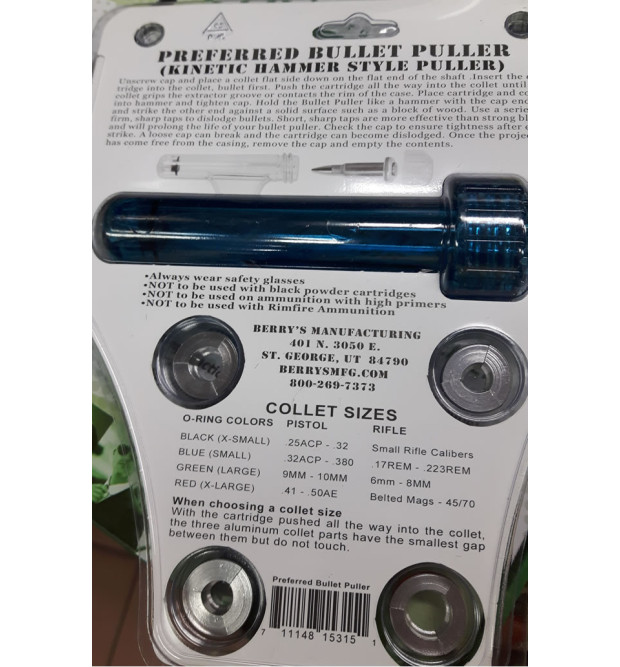 PREFERRED BULLET PULLER
(KINETIC HAMMER STYLE PULLER)
Unscrew cap and place a collet flat side down on the flat end of the shaft .Insert the
tridge into the collet, bullet first. Push the cartridge all the way into the collet until
collet grips the extractor groove or contacts the rim of the case. Place cartridge and
into hammer and tighten cap. Hold the Bullet Puller like a hammer with the cap end
and strike the other end against a solid surface such as a block of wood. Use a
firm, sharp taps to dislodge bullets. Short, sharp taps are more effective than strong
and will prolong the life of your bullet puller. Check the cap to ensure tightness after
strike. A loose cap can break and the cartridge can become dislodged. Once the
has come free from the casing, remove the cap and empty the contents.
•Always wear safety glasses
•NOT to be used with black powder cartridges
•NOT to be used on ammunition with high primers
•NOT to be used with Rimfire Ammunition
BERRY'S MANUFACTURING
401 N. 3050 E.
ST. GEORGE, UT 84790
BERRYSMFG.COM
800-269-7373
COLLET SIZES
O-RING COLORS PISTOL RIFLE
BLACK (X-SMALL) .25ACP - .32 Small Rifle Calibers
BLUE (SMALL) .32ACP - .380 .17REM - .223REM
GREEN (LARGE) 9MM - 10MM 6mm - 8MM
RED (X-LARGE) .41 - .50AE Belted Mags - 45/70
When choosing a collet size
With the cartridge pushed all the way into the collet,
the three aluminum collet parts have the smallest gap
between them but do not touch.
Preferred Bullet Puller
7 11148 15315 1